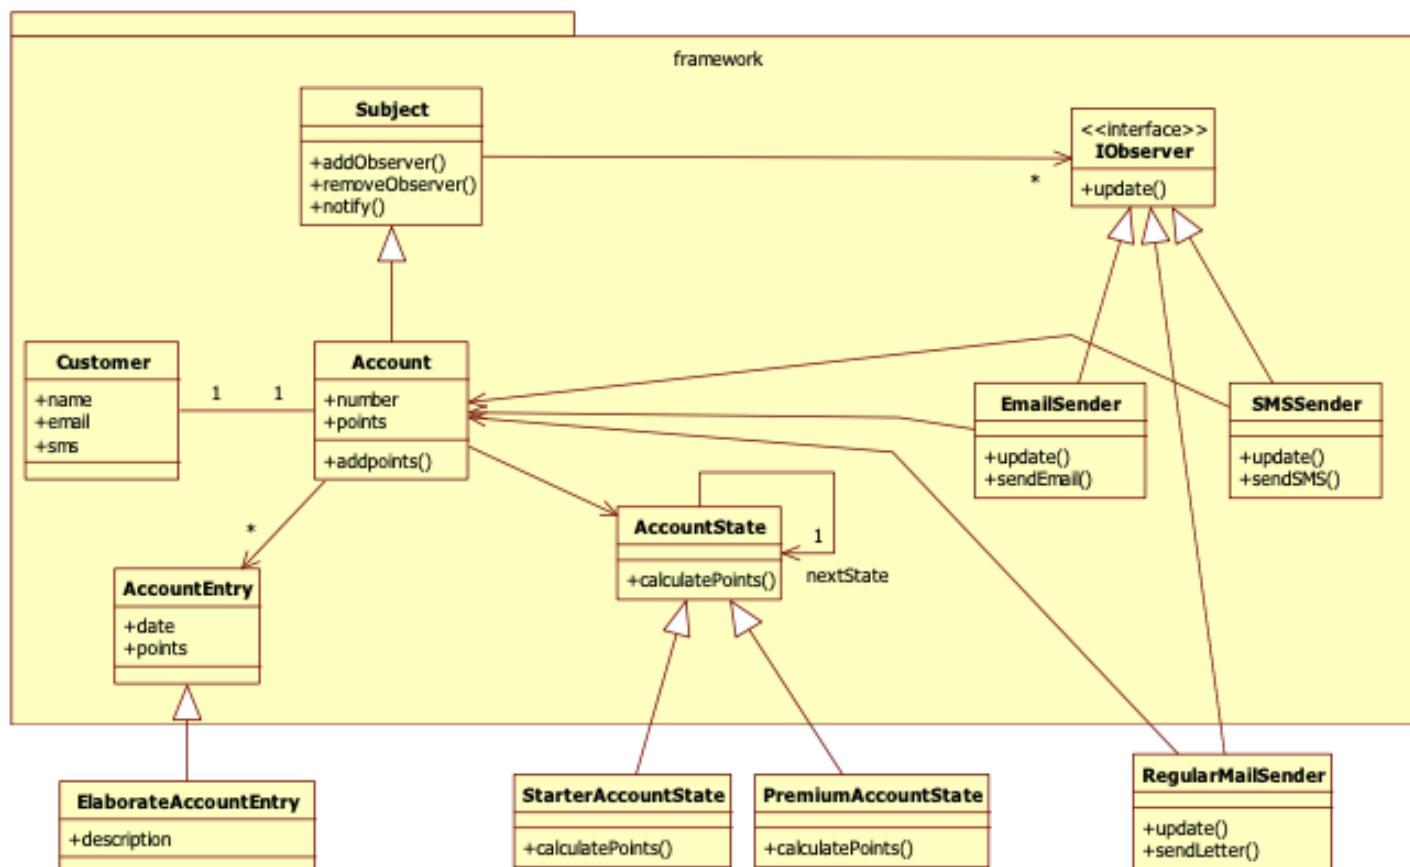 framework
Subject
+addObserver()
+removeObserver()
+notify()
<<interface>>
IObserver
+update()
*
Customer
+name
+email
+sms
1
1
Account
+number
+points
+addpoints()
EmailSender
+update()
+sendEmail()
SMSSender
+update()
+sendSMS()
*
AccountState
+calculatePoints()
1
nextState
AccountEntry
+date
+points
ElaborateAccountEntry
+description
StarterAccountState
+calculatePoints()
PremiumAccountState
+calculatePoints()
RegularMailSender
+update()
+sendLetter()